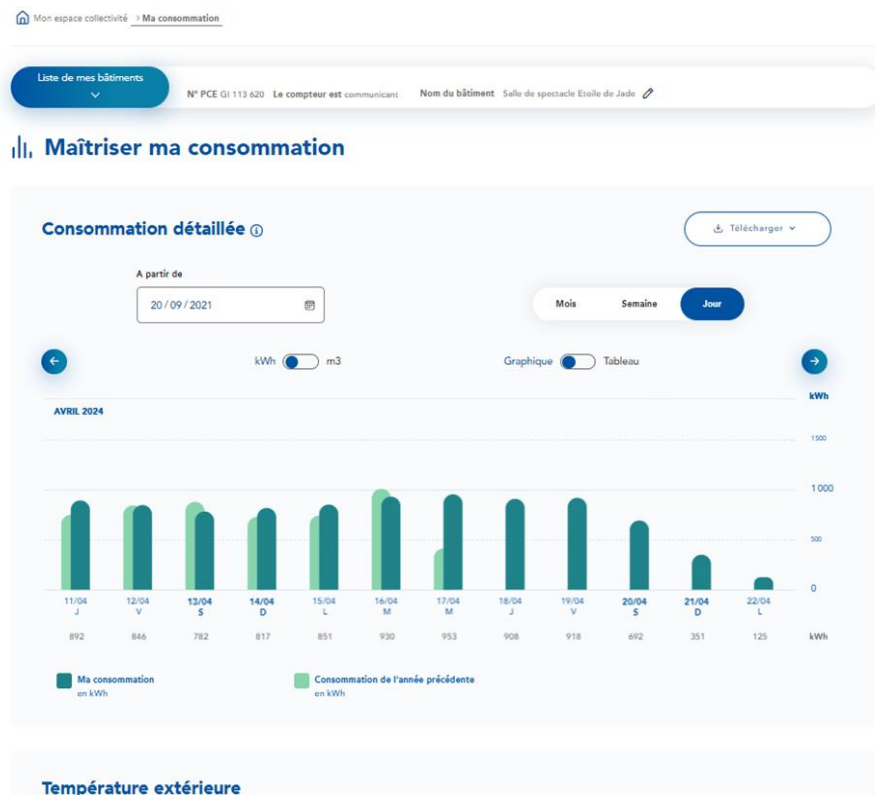 Mon espace collectivité > Ma consommation
Liste de mes bâtiments
N° PCE GI 113 620 Le compteur est communicant Nom du bâtiment Salle de spectacle Etoile de Jade
Maîtriser ma consommation
Consommation détaillée
Télécharger
A partir de
20 / 09 / 2021
Mois Semaine Jour
kWh m3 Graphique Tableau
kWh
AVRIL 2024
1500
1000
500
0
11/04 12/04 13/04 14/04 15/04 16/04 17/04 18/04 19/04 20/04 21/04 22/04
J V S D L M M J V S D L
892 846 782 817 851 930 953 908 918 692 351 125 kWh
Ma consommation Consommation de l'année précédente
en kWh en kWh
Température extérieure